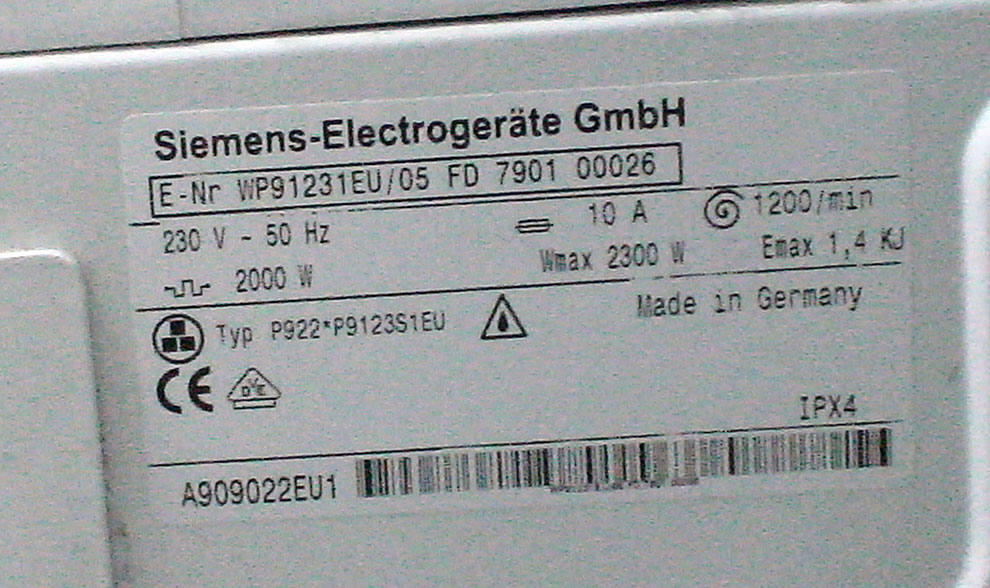 Siemens-Electrogeräte GmbH
E-Nr WP91231EU/05 FD 7901 00026
230 V ~ 50 Hz 10 A 1200/min
2000 W Wmax 2300 W Emax 1,4 KJ
Typ P922*P9123S1EU Made in Germany
CE DVE
IPX4
A909022EU1